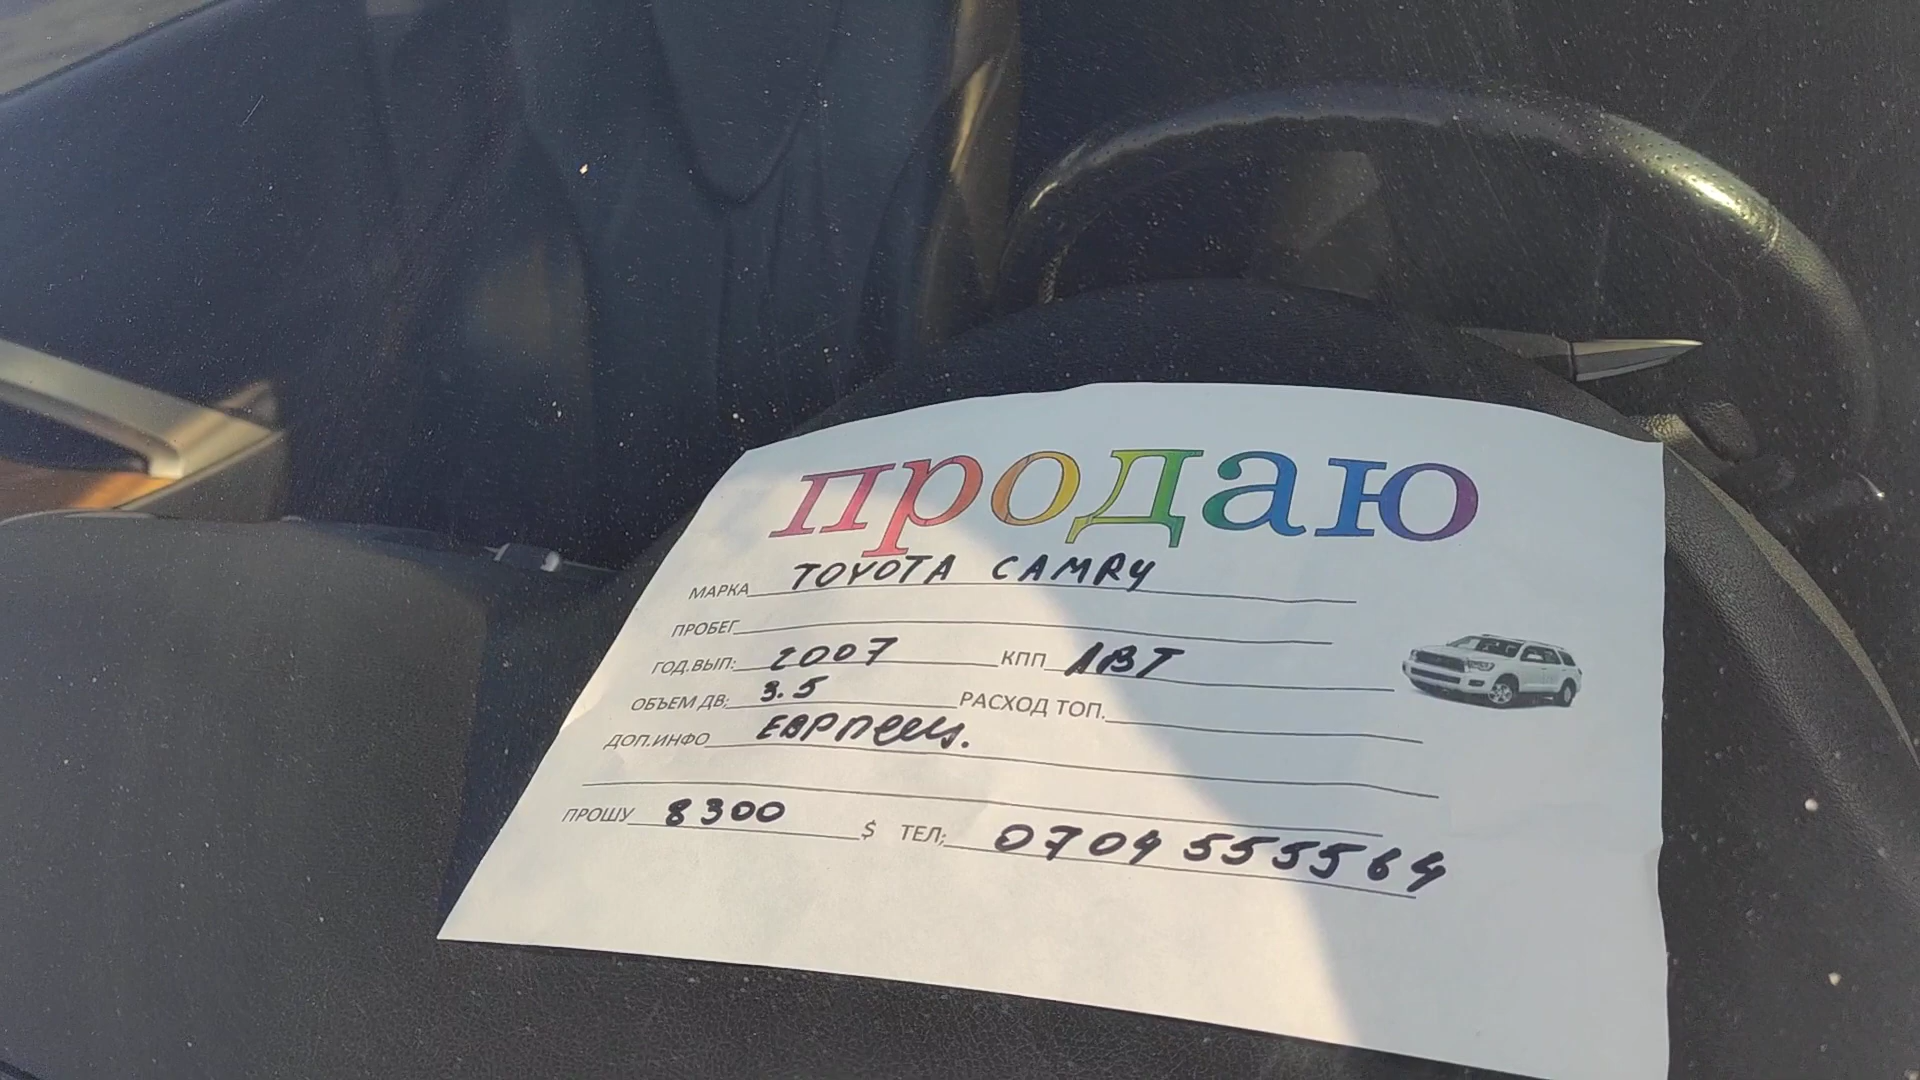 продаю
МАРКА TOYOTA CAMRY
ПРОБЕГ
ГОД.ВЫП: 2007 КПП АВТ
ОБЪЕМ ДВ: 3.5 РАСХОД ТОП.
ДОП.ИНФО
ПРОШУ 8300 $ ТЕЛ; 0704 555564